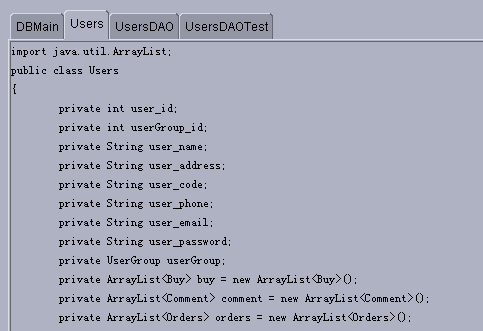 DBMain Users UsersDAO UsersDAOTest
import java.util.ArrayList;
public class Users
{
private int user_id;
private int userGroup_id;
private String user_name;
private String user_address;
private String user_code;
private String user_phone;
private String user_email;
private String user_password;
private UserGroup userGroup;
private ArrayList<Buy> buy = new ArrayList<Buy>();
private ArrayList<Comment> comment = new ArrayList<Comment>();
private ArrayList<Orders> orders = new ArrayList<Orders>();